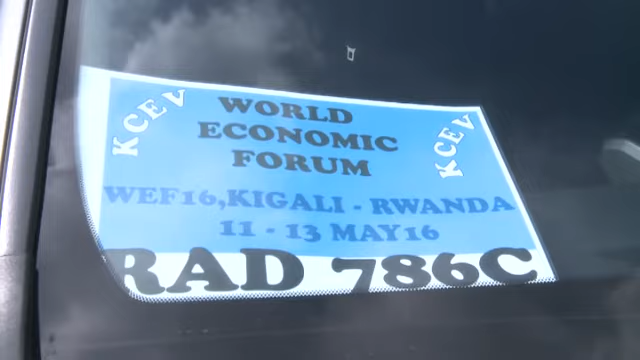 KCEV
WORLD
ECONOMIC
FORUM
KCEV
WEF16,KIGALI - RWANDA
11 - 13 MAY16
RAD 786C